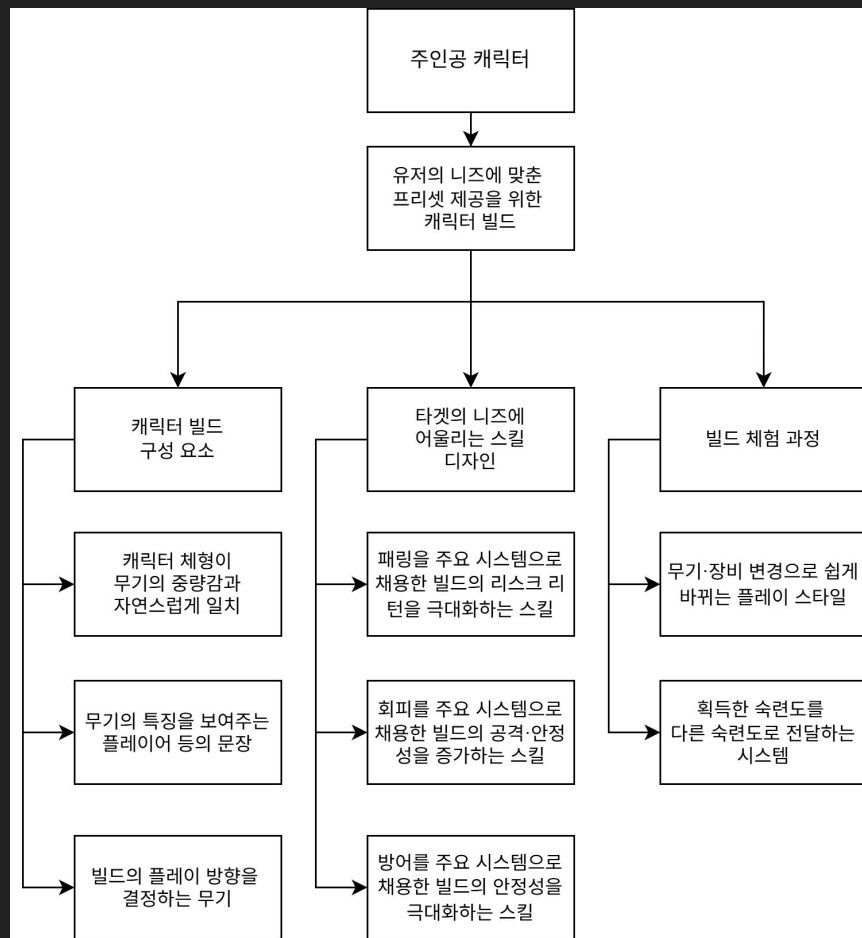 주인공 캐릭터
유저의 니즈에 맞춘
프리셋 제공을 위한
캐릭터 빌드
캐릭터 빌드
구성 요소
캐릭터 체형이
무기의 중량감과
자연스럽게 일치
무기의 특징을 보여주는
플레이어 등의 문장
빌드의 플레이 방향을
결정하는 무기
타겟의 니즈에
어울리는 스킬
디자인
패링을 주요 시스템으로
채용한 빌드의 리스크 리
턴을 극대화하는 스킬
회피를 주요 시스템으로
채용한 빌드의 공격·안정
성을 증가하는 스킬
방어를 주요 시스템으로
채용한 빌드의 안정성을
극대화하는 스킬
빌드 체험 과정
무기·장비 변경으로 쉽게
바뀌는 플레이 스타일
획득한 숙련도를
다른 숙련도로 전달하는
시스템